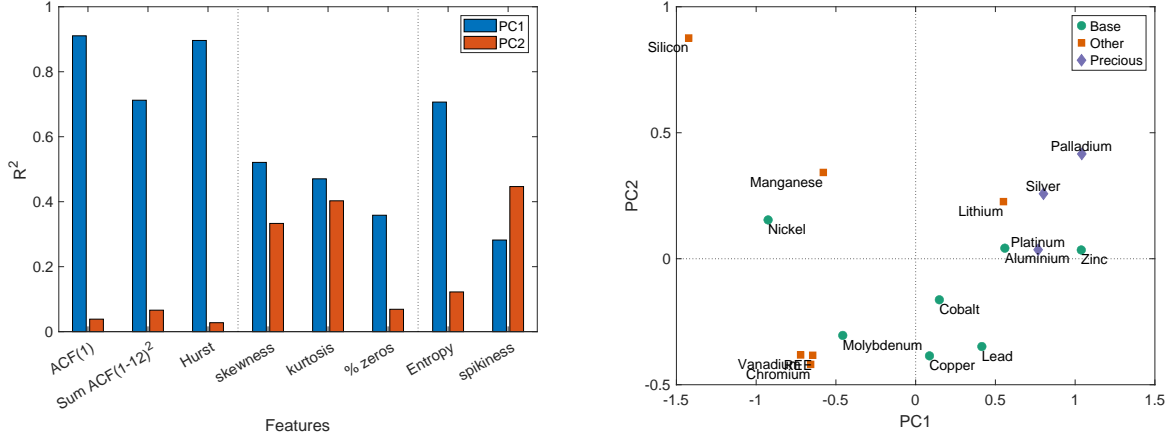 1
0.8
0.6
0.4
0.2
0
R2
PC1
PC2
ACF(1)
Sum ACF(1-12)2
Hurst
skewness
kurtosis
% zeros
Entropy
spikiness
Features
1
0.5
0
-0.5
PC2
Base
Other
Precious
Silicon
Palladium
Manganese
Silver
Lithium
Nickel
Platinum
Aluminium
Zinc
Cobalt
Molybdenum
Lead
Vanadium
REE
Copper
Chromium
-1.5
-1
-0.5
0
0.5
1
1.5
PC1